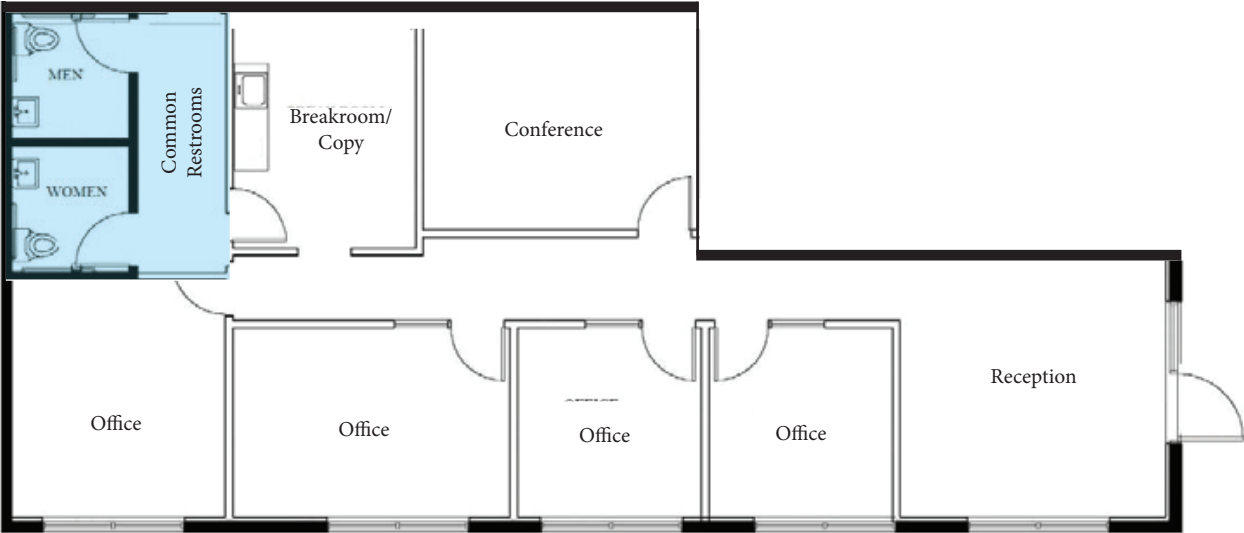 MEN
WOMEN
Common
Restrooms
Breakroom/
Copy
Conference
Office
Office
Office
Office
Reception